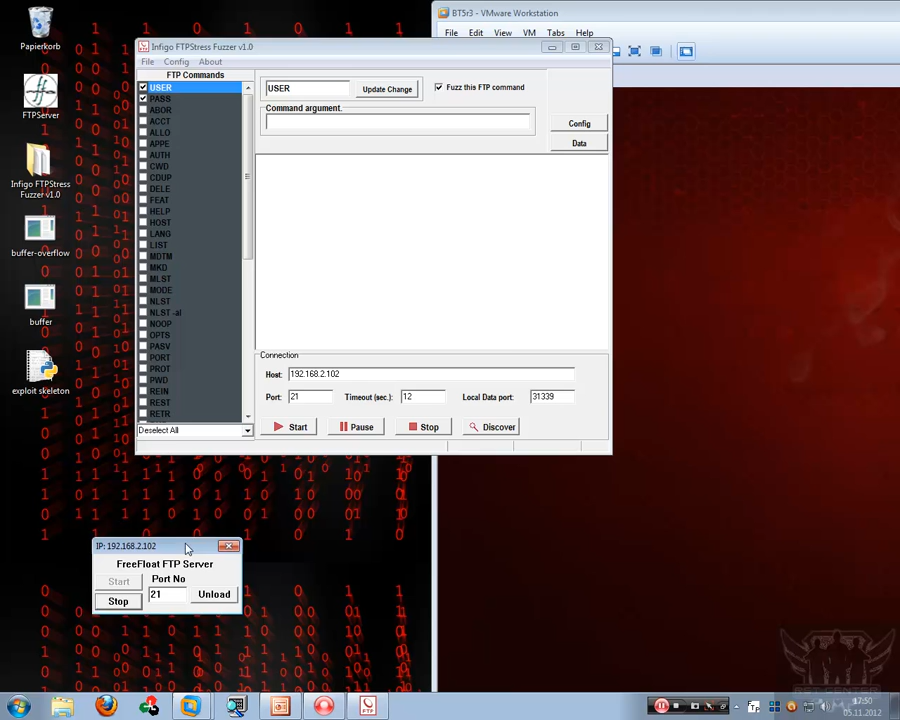 Papierkorb
FTPServer
Infigo FTPStress
Fuzzer v1.0
buffer-overflow
buffer
exploit skeleton
BT5r3 - VMware Workstation
File Edit View VM Tabs Help
Infigo FTPStress Fuzzer v1.0
File Config About
FTP Commands
USER
PASS
ABOR
ACCT
ALLO
APPE
AUTH
CWD
CDUP
DELE
FEAT
HELP
HOST
LANG
LIST
MDTM
MKD
MLST
MODE
NLST
NLST -al
NOOP
OPTS
PASV
PORT
PROT
PWD
REIN
REST
RETR
Deselect All
USER
Update Change
Fuzz this FTP command
Command argument.
Config
Data
Connection
Host: 192.168.2.102
Port: 21 Timeout (sec.): 12 Local Data port: 31339
Start Pause Stop Discover
IP: 192.168.2.102
FreeFloat FTP Server
Start Port No
Stop 21 Unload
FTP
17:50
05.11.2012